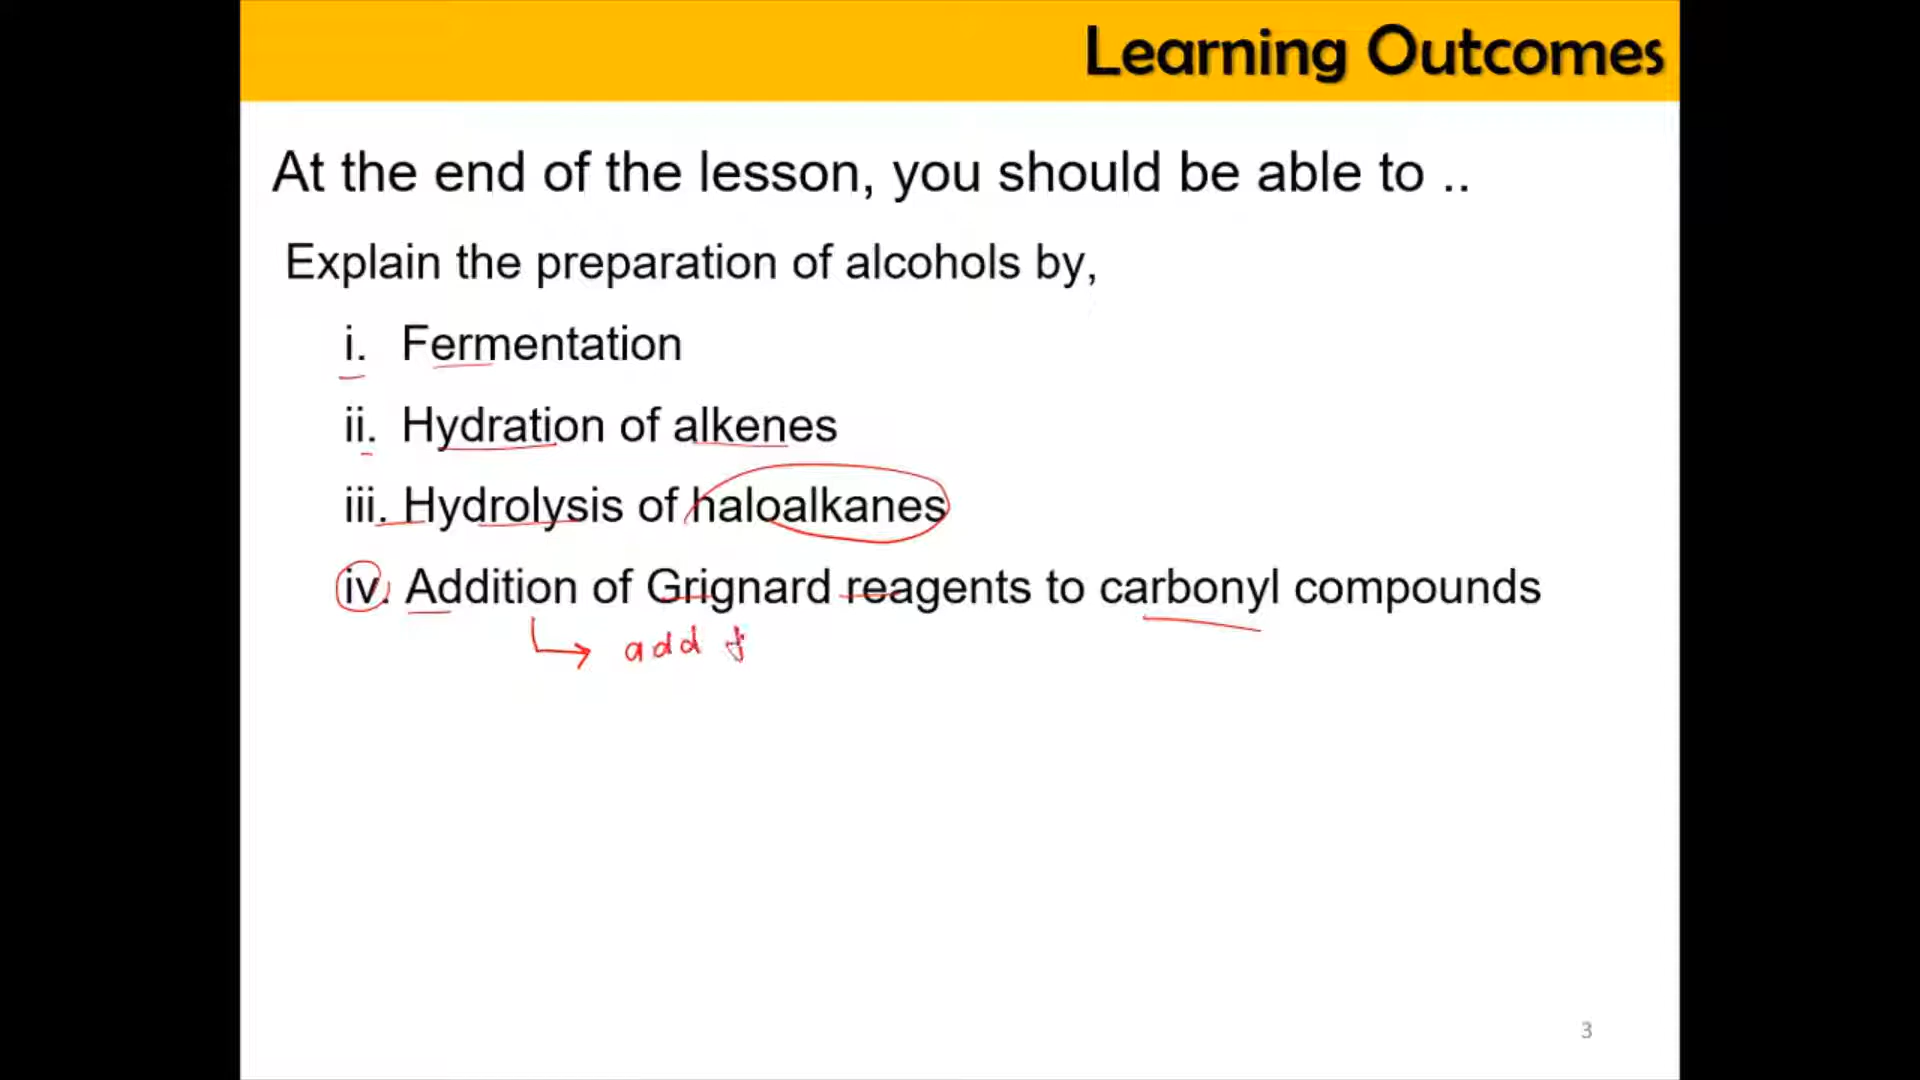 Learning Outcomes
At the end of the lesson, you should be able to ..
Explain the preparation of alcohols by,
i. Fermentation
ii. Hydration of alkenes
iii. Hydrolysis of haloalkanes
iv. Addition of Grignard reagents to carbonyl compounds
add
3